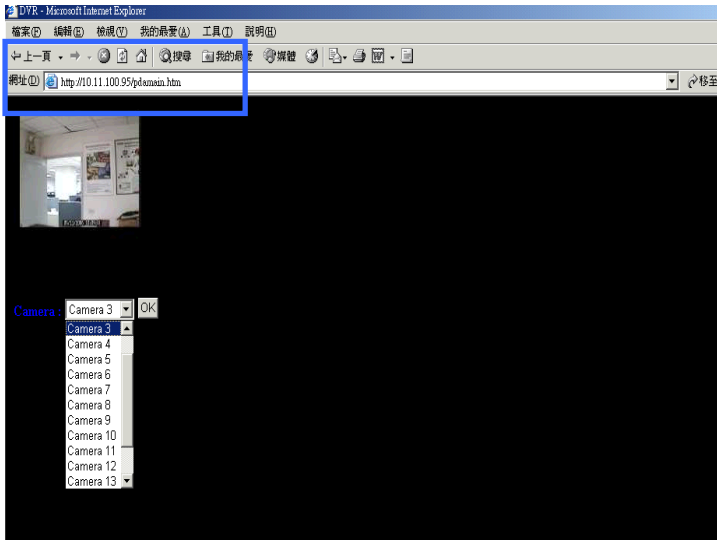 DVR - Microsoft Internet Explorer
檔案(F) 編輯(E) 檢視(V) 我的最愛(A) 工具(T) 說明(H)
上一頁 搜尋 我的最愛 媒體
網址(D) http://10.11.100.95/pdamain.htm 移至
Camera : Camera 3 OK
Camera 3
Camera 4
Camera 5
Camera 6
Camera 7
Camera 8
Camera 9
Camera 10
Camera 11
Camera 12
Camera 13